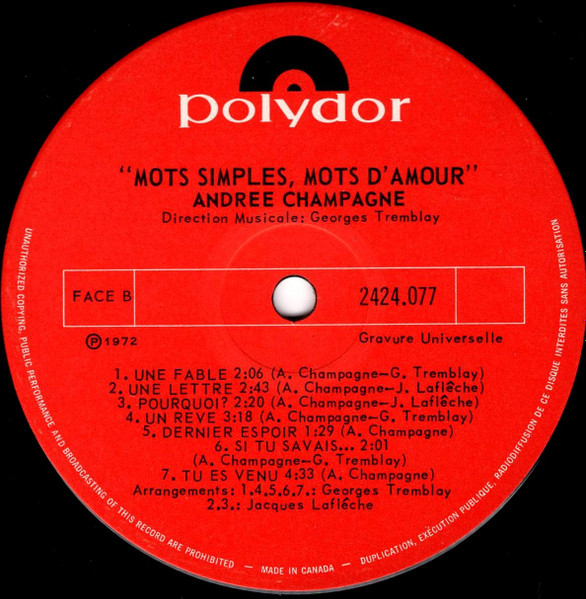 polydor
"MOTS SIMPLES, MOTS D'AMOUR"
ANDREE CHAMPAGNE
Direction Musicale: Georges Tremblay
FACE B
2424.077
Ⓟ1972
Gravure Universelle
1. UNE FABLE 2:06 (A. Champagne-G. Tremblay)
2. UNE LETTRE 2:43 (A. Champagne-J. Laflêche)
3. POURQUOI? 2:20 (A. Champagne-J. Laflêche)
4. UN REVE 3:18 (A. Champagne-G. Tremblay)
5. DERNIER ESPOIR 1:29 (A. Champagne)
6. SI TU SAVAIS... 2:01
(A. Champagne-G. Tremblay)
7. TU ES VENU 4:33 (A. Champagne)
Arrangements: 1.4.5,6.7.: Georges Tremblay
2.3.: Jacques Laflêche
UNAUTHORIZED COPYING, PUBLIC PERFORMANCE AND BROADCASTING OF THIS RECORD ARE PROHIBITED – MADE IN CANADA – DUPLICATION, EXÉCUTION PUBLIQUE, RADIODIFFUSION DE CE DISQUE INTERDITES SANS AUTORISATION